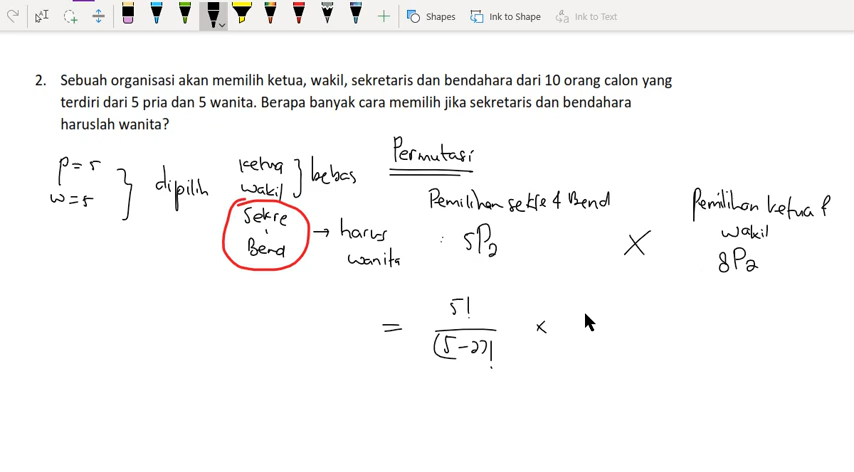 Shapes Ink to Shape Ink to Text
2. Sebuah organisasi akan memilih ketua, wakil, sekretaris dan bendahara dari 10 orang calon yang
terdiri dari 5 pria dan 5 wanita. Berapa banyak cara memilih jika sekretaris dan bendahara
haruslah wanita?
Permutasi
P = 5
w = 5
} dipilih
Ketua
wakil
} bebas
Sekre
Bend
→ harus
wanita
Pemilihan sekre & Bend
: 5P2
×
Pemilihan ketua &
wakil
8P2
= 5!
(5-2)!
×